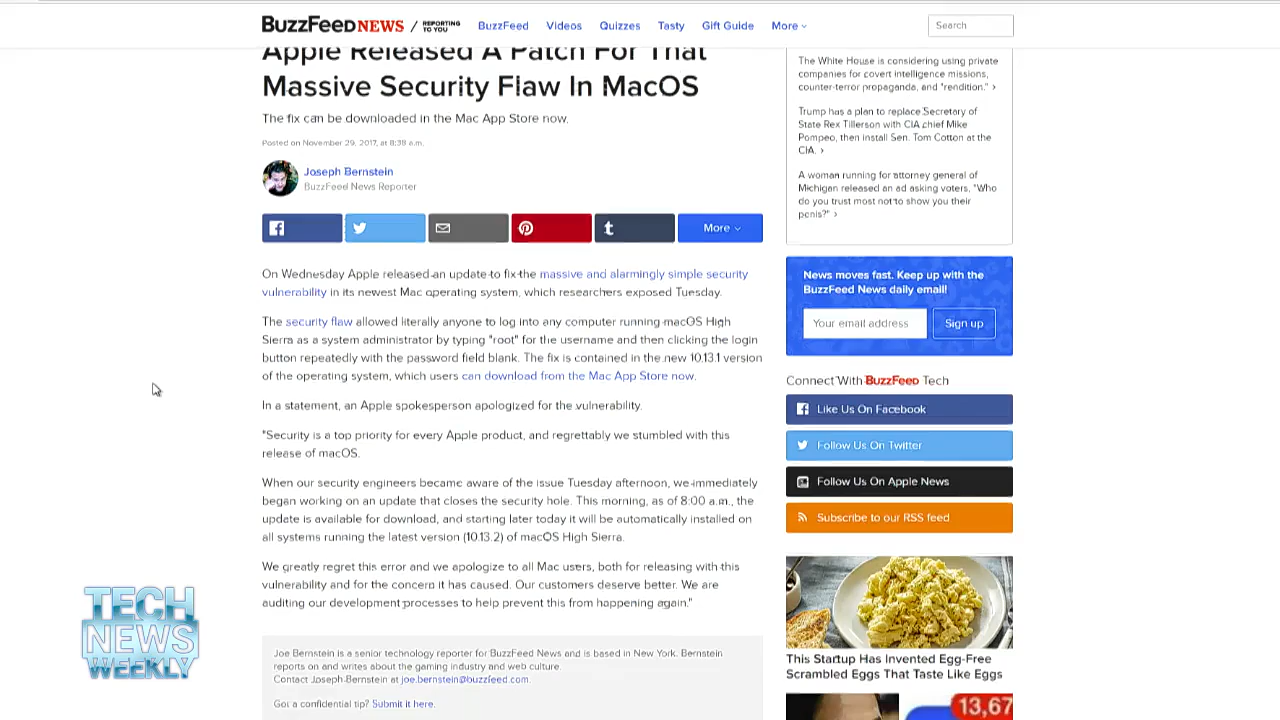 BuzzFeed NEWS / REPORTING TO YOU BuzzFeed Videos Quizzes Tasty Gift Guide More Search
Apple Released A Patch For That
Massive Security Flaw In MacOS
The fix can be downloaded in the Mac App Store now.
Posted on November 29, 2017, at 8:38 a.m.
Joseph Bernstein
BuzzFeed News Reporter
More
On Wednesday Apple released an update to fix the massive and alarmingly simple security
vulnerability in its newest Mac operating system, which researchers exposed Tuesday.
The security flaw allowed literally anyone to log into any computer running macOS High
Sierra as a system administrator by typing "root" for the username and then clicking the login
button repeatedly with the password field blank. The fix is contained in the new 10.13.1 version
of the operating system, which users can download from the Mac App Store now.
In a statement, an Apple spokesperson apologized for the vulnerability.
"Security is a top priority for every Apple product, and regrettably we stumbled with this
release of macOS.
When our security engineers became aware of the issue Tuesday afternoon, we immediately
began working on an update that closes the security hole. This morning, as of 8:00 a.m., the
update is available for download, and starting later today it will be automatically installed on
all systems running the latest version (10.13.2) of macOS High Sierra.
We greatly regret this error and we apologize to all Mac users, both for releasing with this
vulnerability and for the concern it has caused. Our customers deserve better. We are
auditing our development processes to help prevent this from happening again."
Joe Bernstein is a senior technology reporter for BuzzFeed News and is based in New York. Bernstein
reports on and writes about the gaming industry and web culture.
Contact Joseph Bernstein at joe.bernstein@buzzfeed.com.
Got a confidential tip? Submit it here.
The White House is considering using private
companies for covert intelligence missions,
counter-terror propaganda, and "rendition." ›
Trump has a plan to replace Secretary of
State Rex Tillerson with CIA chief Mike
Pompeo, then install Sen. Tom Cotton at the
CIA. ›
A woman running for attorney general of
Michigan released an ad asking voters, "Who
do you trust most not to show you their
penis?" ›
News moves fast. Keep up with the
BuzzFeed News daily email!
Your email address Sign up
Connect With BuzzFeed Tech
Like Us On Facebook
Follow Us On Twitter
Follow Us On Apple News
Subscribe to our RSS feed
This Startup Has Invented Egg-Free
Scrambled Eggs That Taste Like Eggs
13,67
TECH
NEWS
WEEKLY